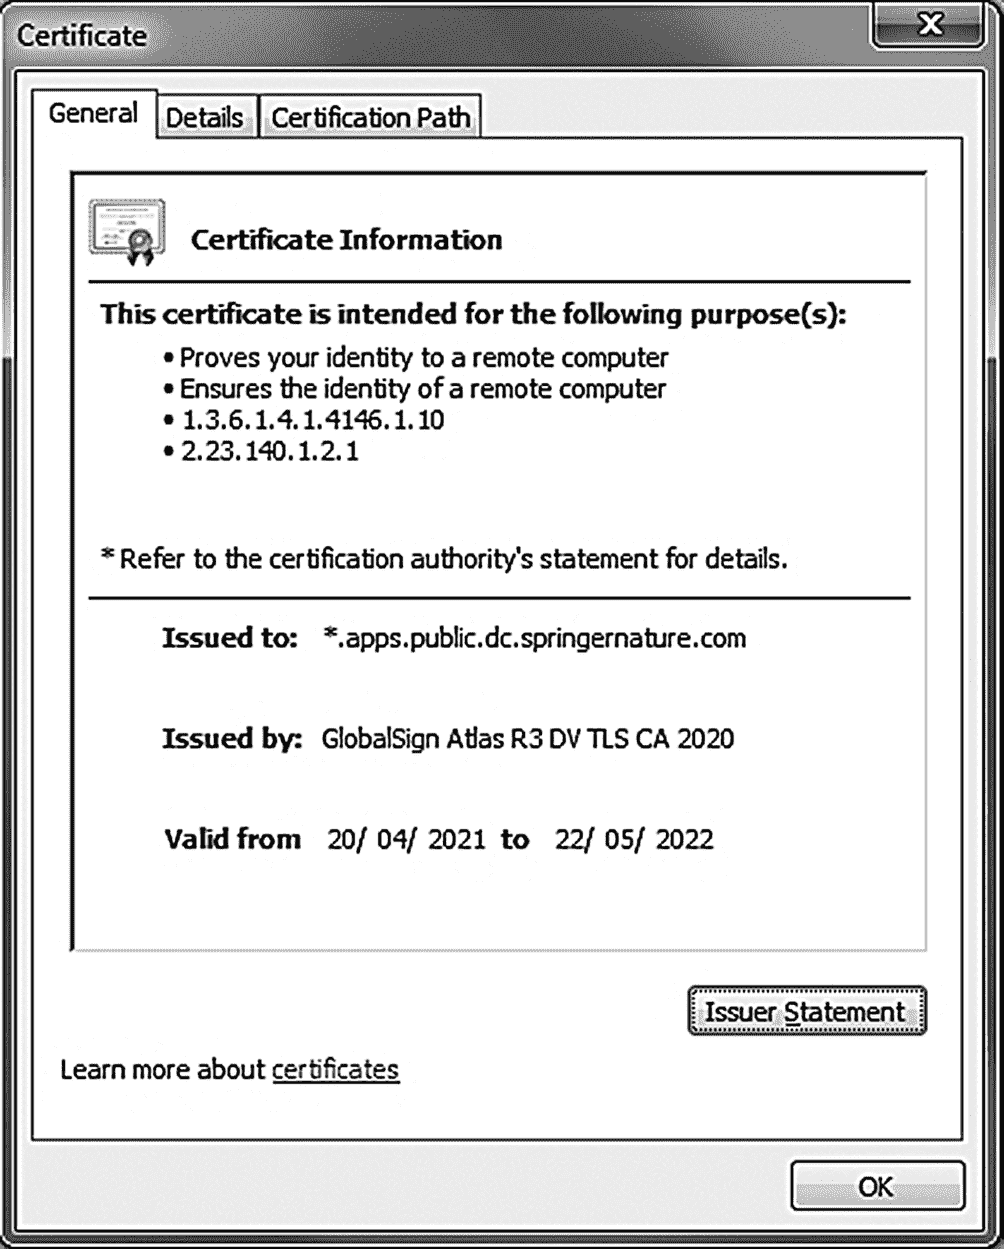 Certificate
X
General Details Certification Path
Certificate Information
This certificate is intended for the following purpose(s):
• Proves your identity to a remote computer
• Ensures the identity of a remote computer
• 1.3.6.1.4.1.4146.1.10
• 2.23.140.1.2.1
* Refer to the certification authority's statement for details.
Issued to: *.apps.public.dc.springernature.com
Issued by: GlobalSign Atlas R3 DV TLS CA 2020
Valid from 20/ 04/ 2021 to 22/ 05/ 2022
Issuer Statement
Learn more about certificates
OK